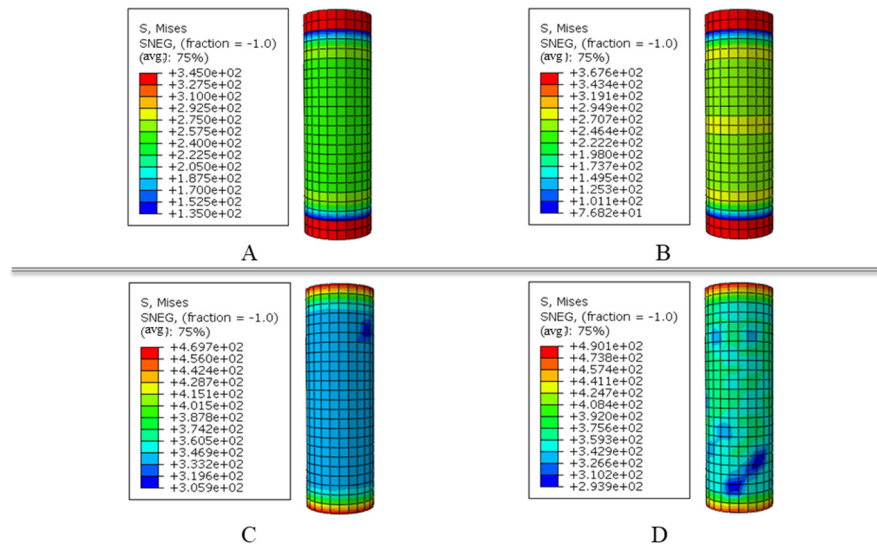 S, Mises
SNEG, (fraction = -1.0)
(avg): 75%)
+3.450e+02
+3.275e+02
+3.100e+02
+2.925e+02
+2.750e+02
+2.575e+02
+2.400e+02
+2.225e+02
+2.050e+02
+1.875e+02
+1.700e+02
+1.525e+02
+1.350e+02
A
S, Mises
SNEG, (fraction = -1.0)
(avg): 75%)
+3.676e+02
+3.434e+02
+3.191e+02
+2.949e+02
+2.707e+02
+2.464e+02
+2.222e+02
+1.980e+02
+1.737e+02
+1.495e+02
+1.253e+02
+1.011e+02
+7.682e+01
B
S, Mises
SNEG, (fraction = -1.0)
(avg): 75%)
+4.697e+02
+4.560e+02
+4.424e+02
+4.287e+02
+4.151e+02
+4.015e+02
+3.878e+02
+3.742e+02
+3.605e+02
+3.469e+02
+3.332e+02
+3.196e+02
+3.059e+02
C
S, Mises
SNEG, (fraction = -1.0)
(avg): 75%)
+4.901e+02
+4.738e+02
+4.574e+02
+4.411e+02
+4.247e+02
+4.084e+02
+3.920e+02
+3.756e+02
+3.593e+02
+3.429e+02
+3.266e+02
+3.102e+02
+2.939e+02
D